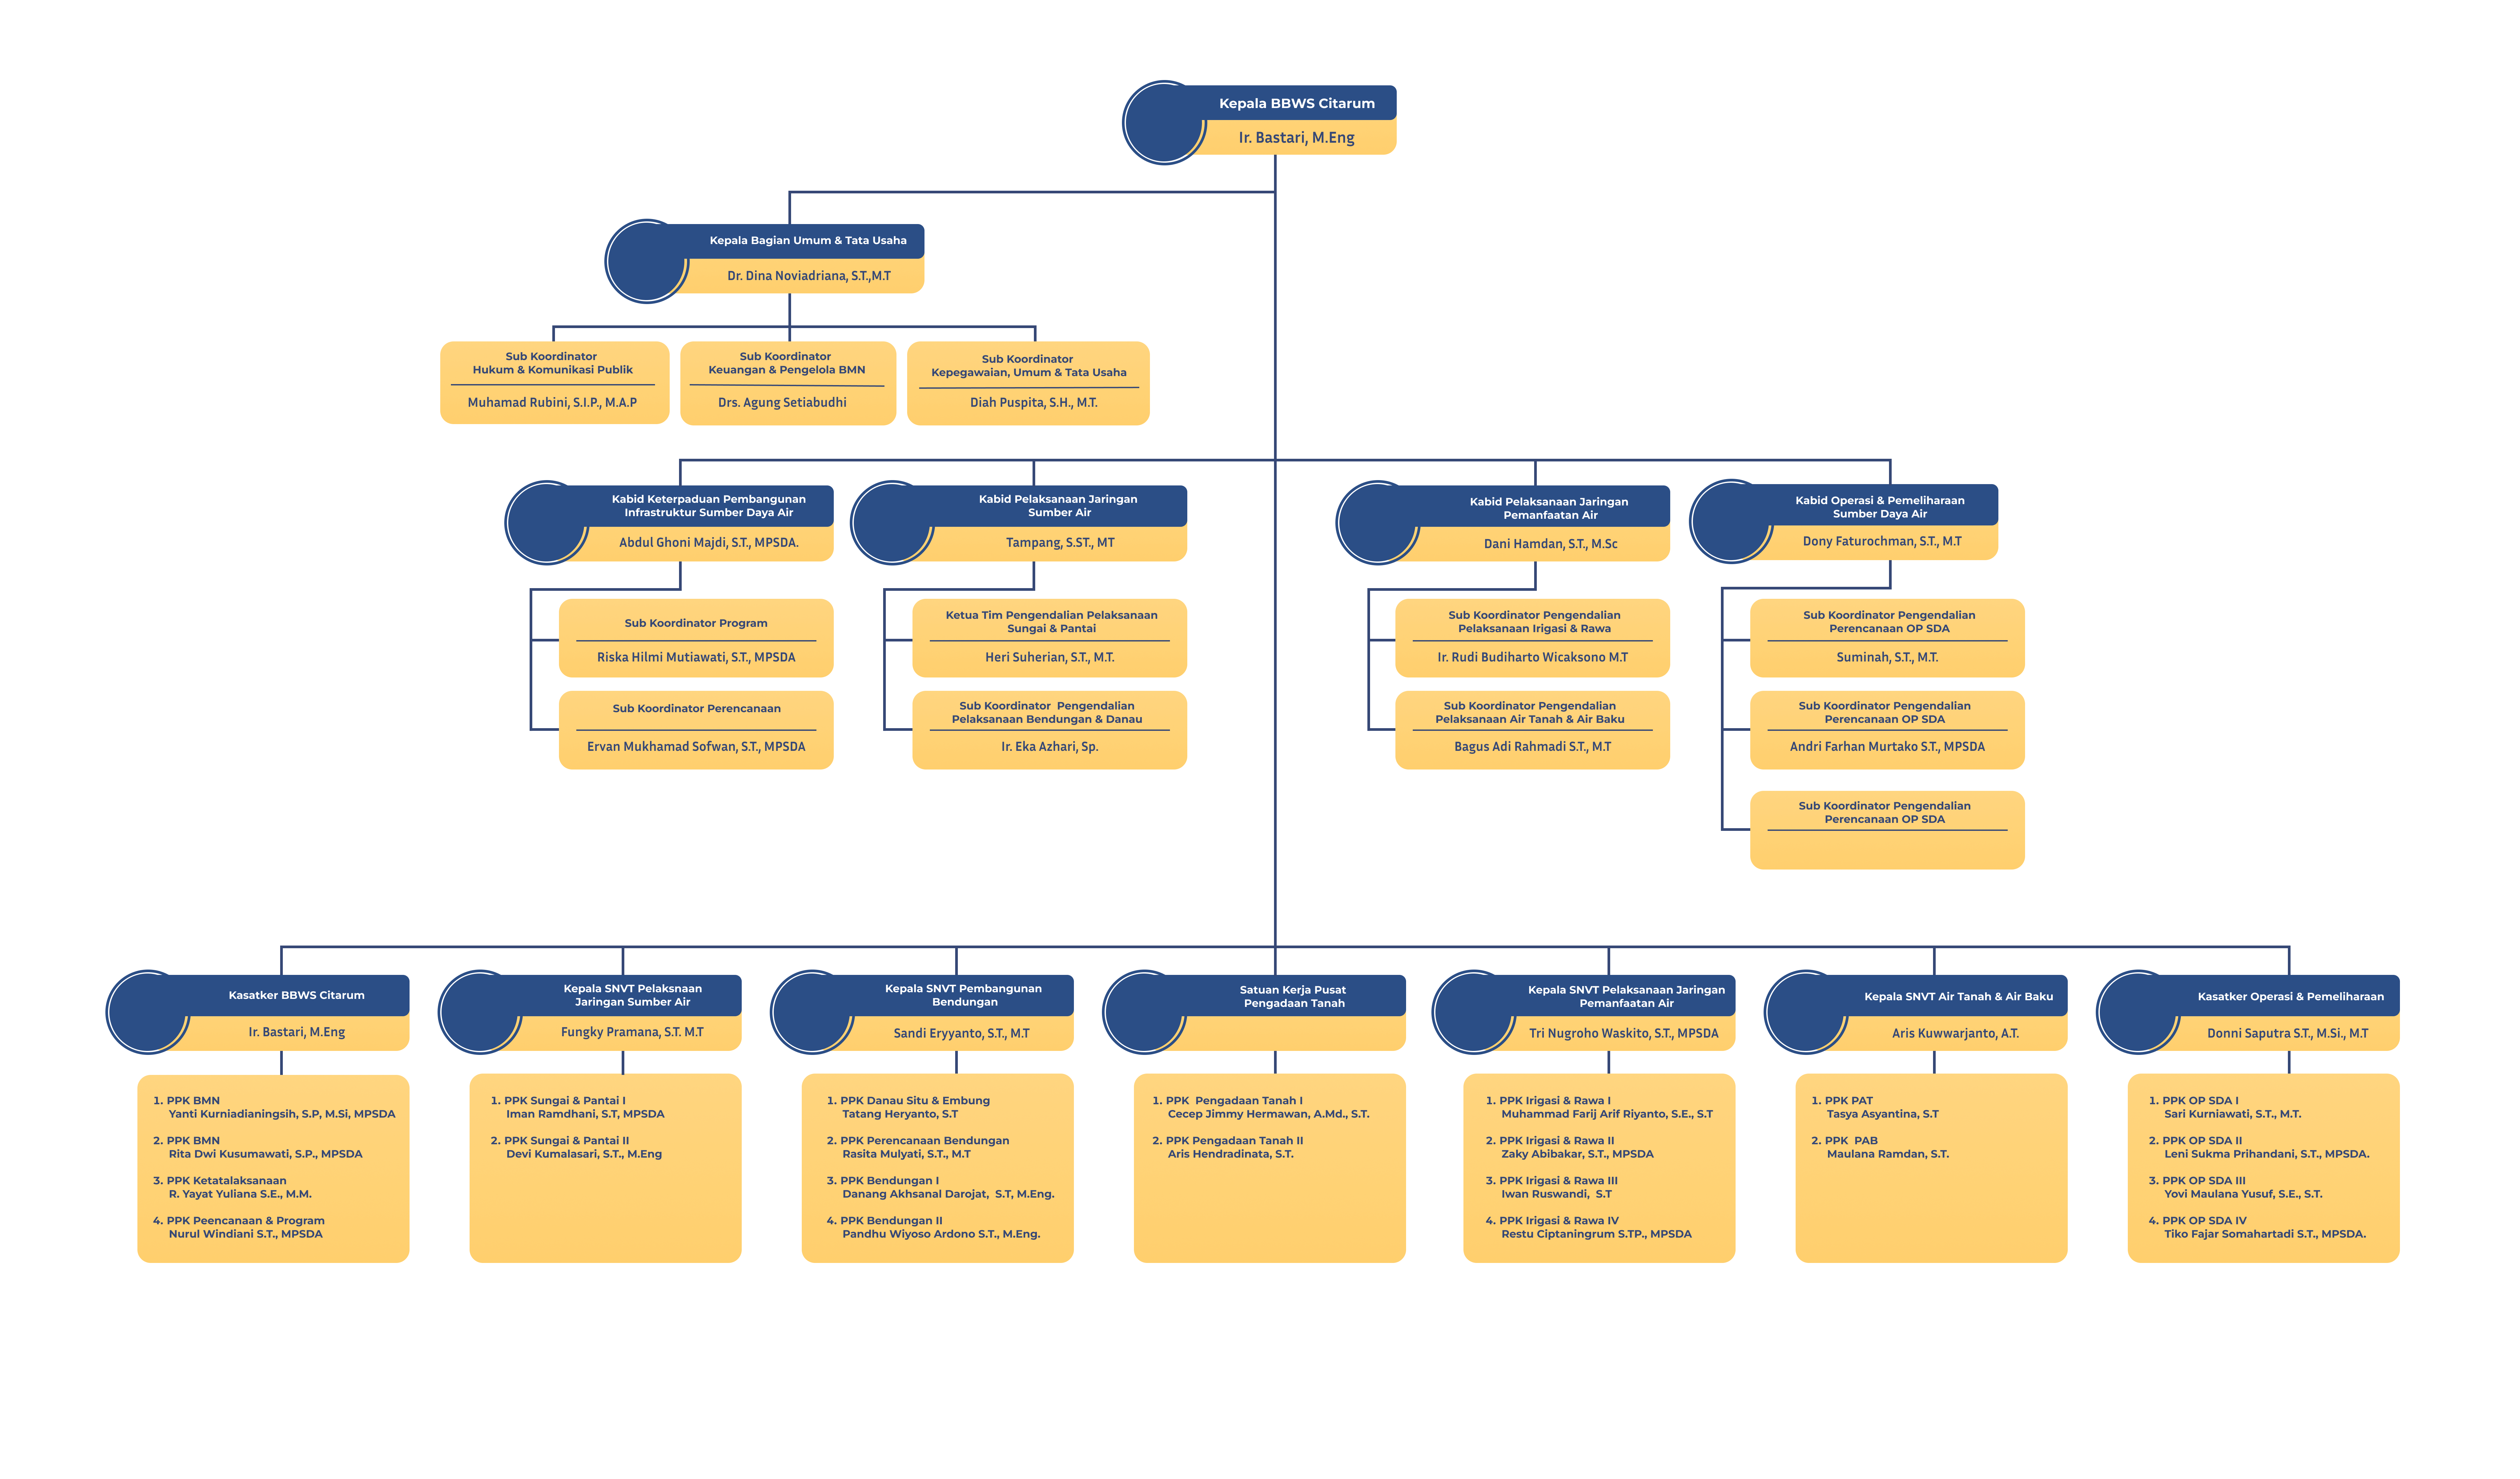 Kepala BBWS Citarum
Ir. Bastari, M.Eng
Kepala Bagian Umum & Tata Usaha
Dr. Dina Noviadriana, S.T.,M.T
Sub Koordinator
Hukum & Komunikasi Publik
Muhamad Rubini, S.I.P., M.A.P
Sub Koordinator
Keuangan & Pengelola BMN
Drs. Agung Setiabudhi
Sub Koordinator
Kepegawaian, Umum & Tata Usaha
Diah Puspita, S.H., M.T.
Kabid Keterpaduan Pembangunan
Infrastruktur Sumber Daya Air
Abdul Ghoni Majdi, S.T., MPSDA.
Sub Koordinator Program
Riska Hilmi Mutiawati, S.T., MPSDA
Sub Koordinator Perencanaan
Ervan Mukhamad Sofwan, S.T., MPSDA
Kabid Pelaksanaan Jaringan
Sumber Air
Tampang, S.ST., MT
Ketua Tim Pengendalian Pelaksanaan
Sungai & Pantai
Heri Suherian, S.T., M.T.
Sub Koordinator  Pengendalian
Pelaksanaan Bendungan & Danau
Ir. Eka Azhari, Sp.
Kabid Pelaksanaan Jaringan
Pemanfaatan Air
Dani Hamdan, S.T., M.Sc
Sub Koordinator Pengendalian
Pelaksanaan Irigasi & Rawa
Ir. Rudi Budiharto Wicaksono M.T
Sub Koordinator Pengendalian
Pelaksanaan Air Tanah & Air Baku
Bagus Adi Rahmadi S.T., M.T
Kabid Operasi & Pemeliharaan
Sumber Daya Air
Dony Faturochman, S.T., M.T
Sub Koordinator Pengendalian
Perencanaan OP SDA
Suminah, S.T., M.T.
Sub Koordinator Pengendalian
Perencanaan OP SDA
Andri Farhan Murtako S.T., MPSDA
Sub Koordinator Pengendalian
Perencanaan OP SDA
Kasatker BBWS Citarum
Ir. Bastari, M.Eng
1. PPK BMN
Yanti Kurniadianingsih, S.P, M.Si, MPSDA
2. PPK BMN
Rita Dwi Kusumawati, S.P., MPSDA
3. PPK Ketatalaksanaan
R. Yayat Yuliana S.E., M.M.
4. PPK Peencanaan & Program
Nurul Windiani S.T., MPSDA
Kepala SNVT Pelaksnaan
Jaringan Sumber Air
Fungky Pramana, S.T. M.T
1. PPK Sungai & Pantai I
Iman Ramdhani, S.T, MPSDA
2. PPK Sungai & Pantai II
Devi Kumalasari, S.T., M.Eng
Kepala SNVT Pembangunan
Bendungan
Sandi Eryyanto, S.T., M.T
1. PPK Danau Situ & Embung
Tatang Heryanto, S.T
2. PPK Perencanaan Bendungan
Rasita Mulyati, S.T., M.T
3. PPK Bendungan I
Danang Akhsanal Darojat,  S.T, M.Eng.
4. PPK Bendungan II
Pandhu Wiyoso Ardono S.T., M.Eng.
Satuan Kerja Pusat
Pengadaan Tanah
1. PPK  Pengadaan Tanah I
Cecep Jimmy Hermawan, A.Md., S.T.
2. PPK Pengadaan Tanah II
Aris Hendradinata, S.T.
Kepala SNVT Pelaksanaan Jaringan
Pemanfaatan Air
Tri Nugroho Waskito, S.T., MPSDA
1. PPK Irigasi & Rawa I
Muhammad Farij Arif Riyanto, S.E., S.T
2. PPK Irigasi & Rawa II
Zaky Abibakar, S.T., MPSDA
3. PPK Irigasi & Rawa III
Iwan Ruswandi,  S.T
4. PPK Irigasi & Rawa IV
Restu Ciptaningrum S.TP., MPSDA
Kepala SNVT Air Tanah & Air Baku
Aris Kuwwarjanto, A.T.
1. PPK PAT
Tasya Asyantina, S.T
2. PPK  PAB
Maulana Ramdan, S.T.
Kasatker Operasi & Pemeliharaan
Donni Saputra S.T., M.Si., M.T
1. PPK OP SDA I
Sari Kurniawati, S.T., M.T.
2. PPK OP SDA II
Leni Sukma Prihandani, S.T., MPSDA.
3. PPK OP SDA III
Yovi Maulana Yusuf, S.E., S.T.
4. PPK OP SDA IV
Tiko Fajar Somahartadi S.T., MPSDA.